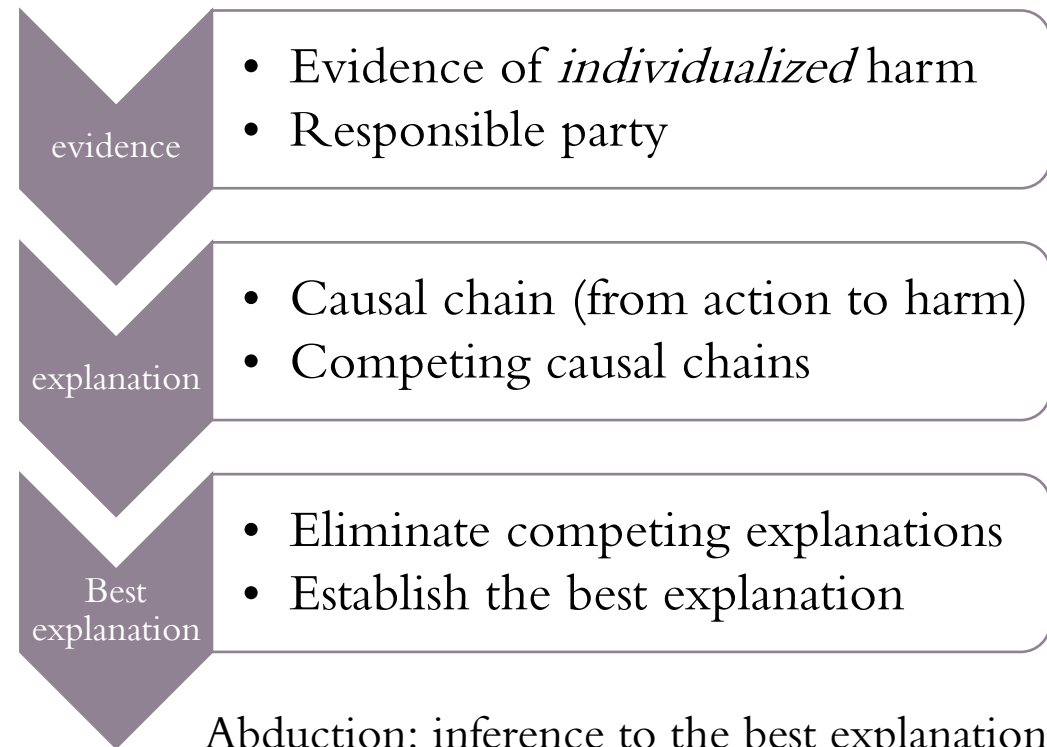 evidence
• Evidence of individualized harm
• Responsible party
explanation
• Causal chain (from action to harm)
• Competing causal chains
Best
explanation
• Eliminate competing explanations
• Establish the best explanation
Abduction: inference to the best explanation